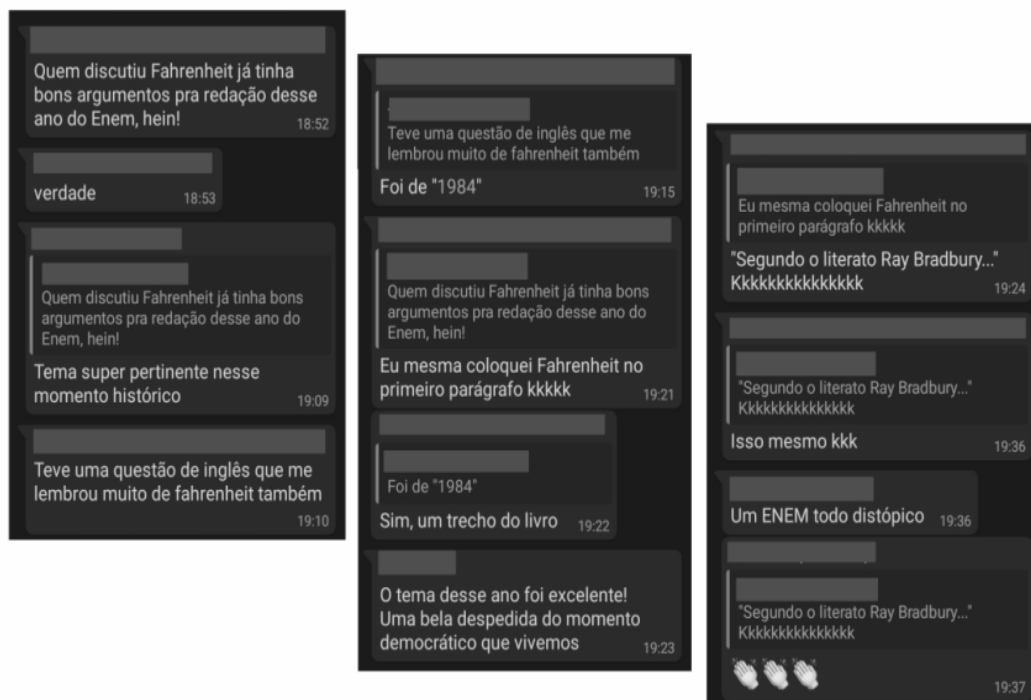 Quem discutiu Fahrenheit já tinha
bons argumentos pra redação desse
ano do Enem, hein!
18:52
verdade
18:53
Quem discutiu Fahrenheit já tinha bons
argumentos pra redação desse ano do
Enem, hein!
Tema super pertinente nesse
momento histórico
19:09
Teve uma questão de inglês que me
lembrou muito de fahrenheit também
19:10
Teve uma questão de inglês que me
lembrou muito de fahrenheit também
Foi de "1984"
19:15
Quem discutiu Fahrenheit já tinha bons
argumentos pra redação desse ano do
Enem, hein!
Eu mesma coloquei Fahrenheit no
primeiro parágrafo kkkkk
19:21
Foi de "1984"
Sim, um trecho do livro
19:22
O tema desse ano foi excelente!
Uma bela despedida do momento
democrático que vivemos
19:23
Eu mesma coloquei Fahrenheit no
primeiro parágrafo kkkkk
"Segundo o literato Ray Bradbury..."
Kkkkkkkkkkkkkkk
19:24
"Segundo o literato Ray Bradbury..."
Kkkkkkkkkkkkkkk
Isso mesmo kkk
19:36
Um ENEM todo distópico
19:36
"Segundo o literato Ray Bradbury..."
Kkkkkkkkkkkkkkk
👏👏👏
19:37